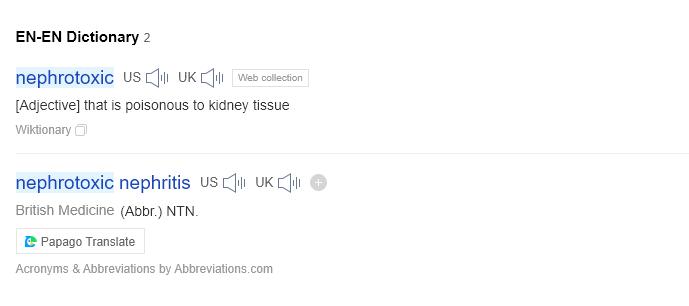 EN-EN Dictionary 2
nephrotoxic US UK Web collection
[Adjective] that is poisonous to kidney tissue
Wiktionary
nephrotoxic nephritis US UK
British Medicine (Abbr.) NTN.
Papago Translate
Acronyms & Abbreviations by Abbreviations.com